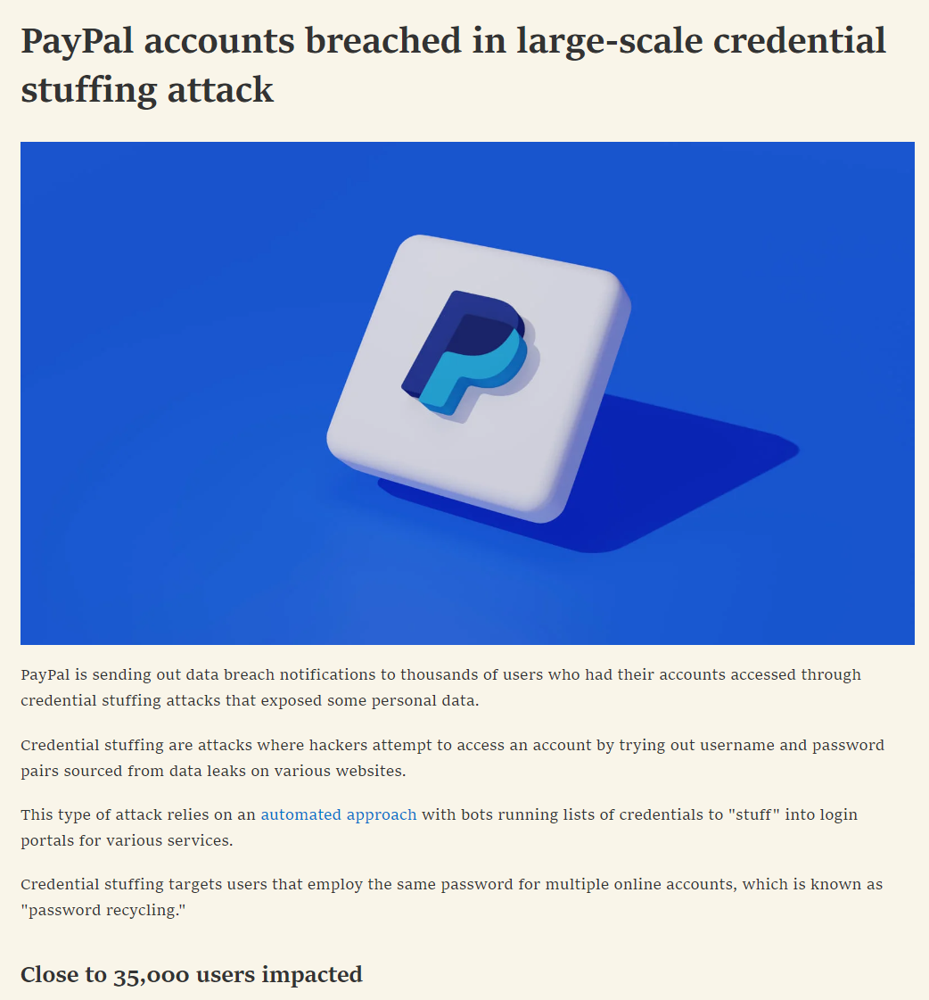 PayPal accounts breached in large-scale credential
stuffing attack
PayPal is sending out data breach notifications to thousands of users who had their accounts accessed through
credential stuffing attacks that exposed some personal data.
Credential stuffing are attacks where hackers attempt to access an account by trying out username and password
pairs sourced from data leaks on various websites.
This type of attack relies on an automated approach with bots running lists of credentials to "stuff" into login
portals for various services.
Credential stuffing targets users that employ the same password for multiple online accounts, which is known as
"password recycling."
Close to 35,000 users impacted